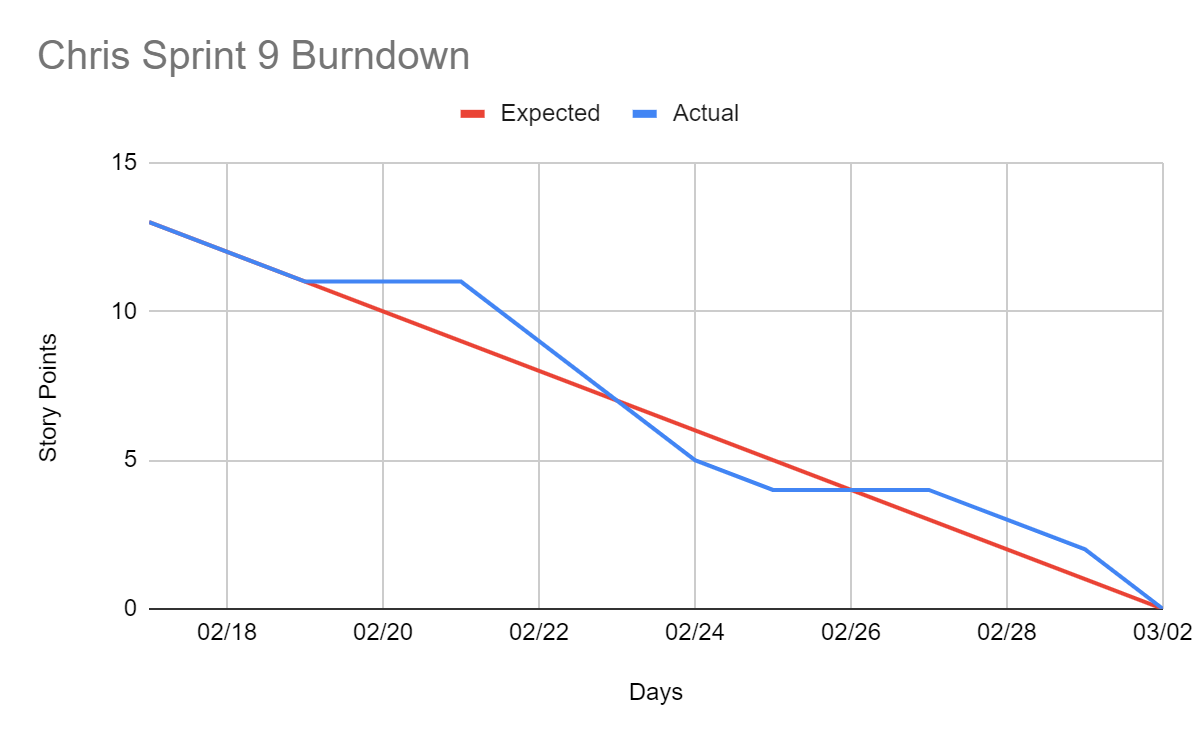 Chris Sprint 9 Burndown
Expected Actual
15
10
5
0
Story Points
02/18 02/20 02/22 02/24 02/26 02/28 03/02
Days